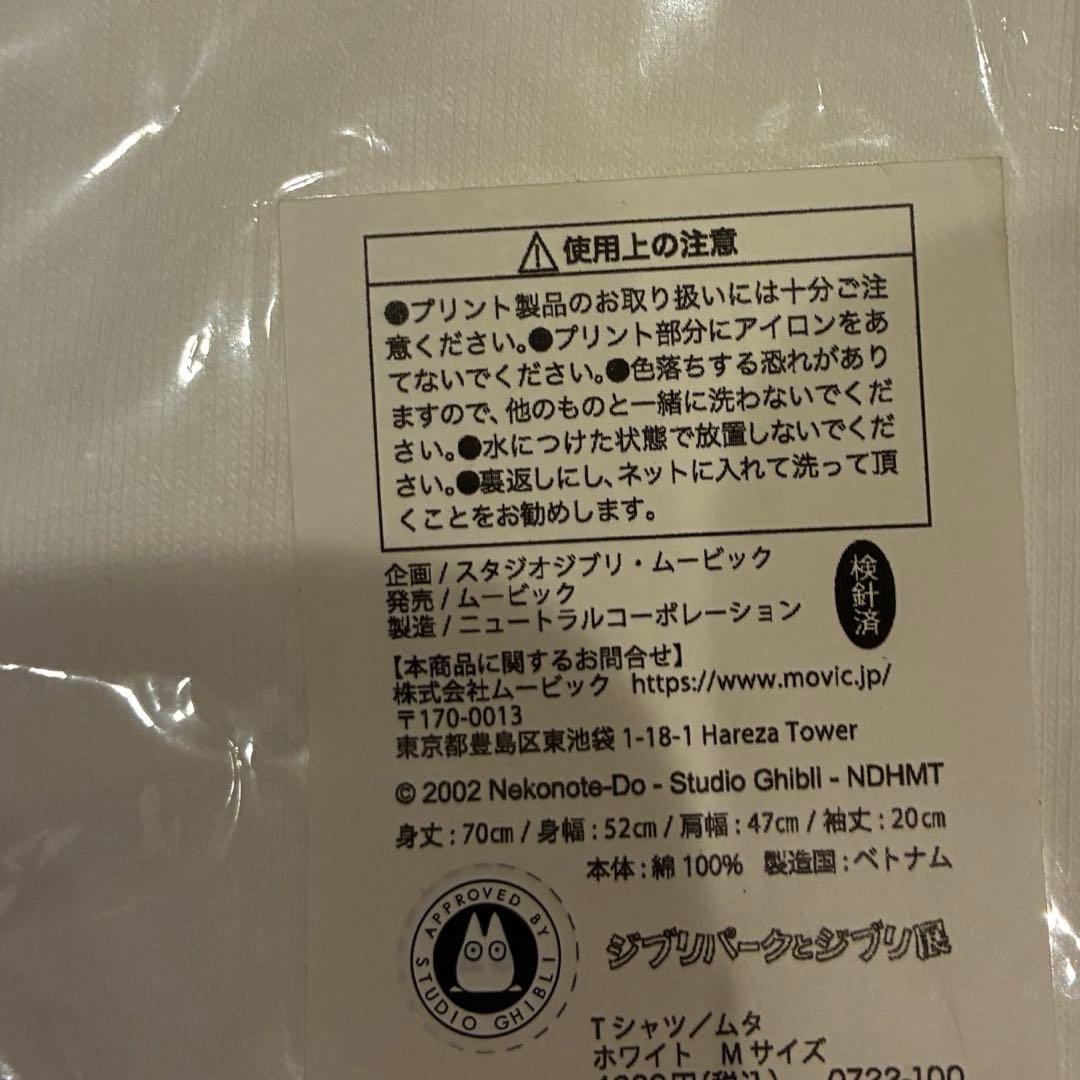 ⚠使用上の注意
●プリント製品のお取り扱いには十分ご注
意ください。●プリント部分にアイロンをあ
てないでください。●色落ちする恐れがあり
ますので、他のものと一緒に洗わないでくだ
さい。●水につけた状態で放置しないでくだ
さい。●裏返しにし、ネットに入れて洗って頂
くことをお勧めします。
企画/スタジオジブリ・ムービック
発売/ムービック
製造/ニュートラルコーポレーション
検針済
【本商品に関するお問合せ】
株式会社ムービック https://www.movic.jp/
〒170-0013
東京都豊島区東池袋1-18-1 Hareza Tower
© 2002 Nekonote-Do - Studio Ghibli - NDHMT
身丈:70cm/身幅:52cm/肩幅:47cm/袖丈:20cm
本体:綿100% 製造国:ベトナム
APPROVED BY STUDIO GHIBLI
ジブリパークとジブリ展
Tシャツ/ムタ
ホワイト Mサイズ
(税込) 0722-100